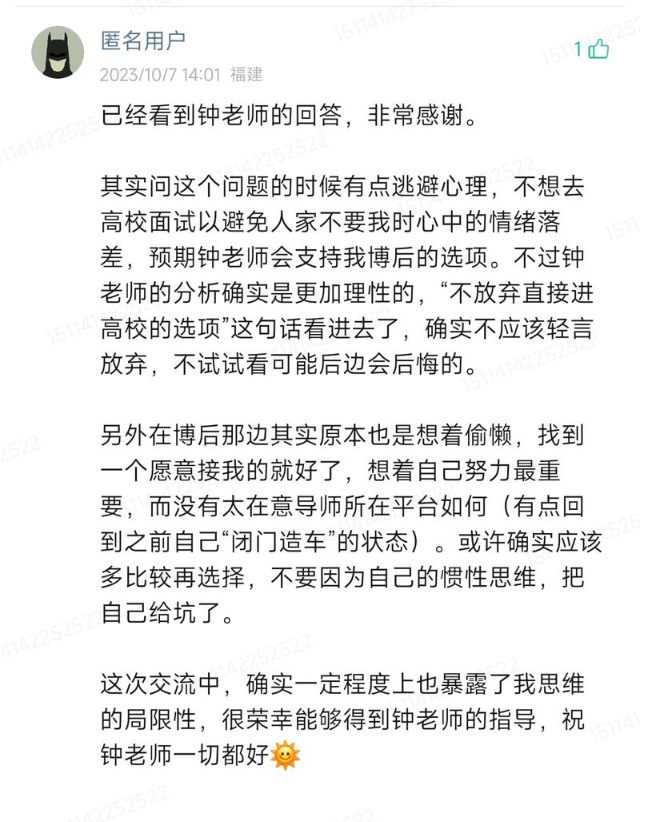 匿名用户
1
2023/10/7 14:01 福建
已经看到钟老师的回答，非常感谢。
其实问这个问题的时候有点逃避心理，不想去
高校面试以避免人家不要我时心中的情绪落
差，预期钟老师会支持我博后的选项。不过钟
老师的分析确实是更加理性的，“不放弃直接进
高校的选项”这句话看进去了，确实不应该轻言
放弃，不试试看可能后边会后悔的。
另外在博后那边其实原本也是想着偷懒，找到
一个愿意接我的就好了，想着自己努力最重
要，而没有太在意导师所在平台如何（有点回
到之前自己“闭门造车”的状态）。或许确实应该
多比较再选择，不要因为自己的惯性思维，把
自己给坑了。
这次交流中，确实一定程度上也暴露了我思维
的局限性，很荣幸能够得到钟老师的指导，祝
钟老师一切都好🌞